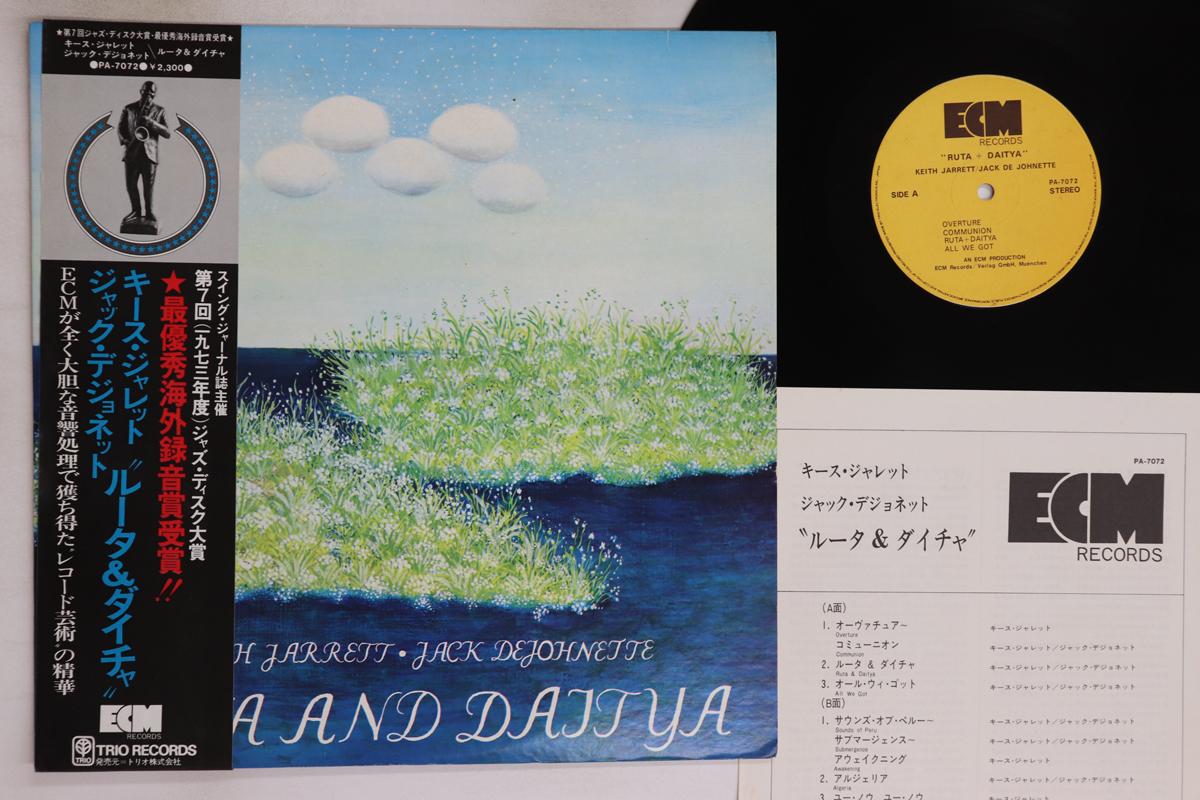 ★第7回ジャズ・ディスク大賞・最優秀海外録音賞受賞★
キース・ジャレット
ジャック・デジョネット／ルータ&ダイチャ
●PA-7072●￥2,300●
スイング・ジャーナル誌主催
第7回(一九七三年度)ジャズ・ディスク大賞
★最優秀海外録音賞受賞!!
キース・ジャレット
ジャック・デジョネット
〝ルータ&ダイチャ〟
ECMが全く大胆な音響処理で獲ち得た〝レコード芸術〟の精華
ECM
RECORDS
TRIO
TRIO RECORDS
発売元=トリオ株式会社
H JARRETT · JACK DEJOHNETTE
A AND DAITYA
ECM
RECORDS
"RUTA + DAITYA"
KEITH JARRETT/JACK DE JOHNETTE
SIDE A
PA-7072
STEREO
OVERTURE
COMMUNION
RUTA+DAITYA
ALL WE GOT
AN ECM PRODUCTION
ECM Records/Verlag GmbH, Muenchen
PA-7072
キース・ジャレット
ジャック・デジョネット
〝ルータ & ダイチャ〟
ECM
RECORDS
(A面)
1. オーヴァチュア〜 キース・ジャレット
Overture
コミューニオン キース・ジャレット／ジャック・デジョネット
Communion
2. ルータ & ダイチャ キース・ジャレット／ジャック・デジョネット
Ruta & Daitya
3. オール・ウィ・ゴット キース・ジャレット／ジャック・デジョネット
All We Got
(B面)
1. サウンズ・オブ・ペルー〜 キース・ジャレット／ジャック・デジョネット
Sounds of Peru
サブマージェンス〜 キース・ジャレット／ジャック・デジョネット
Submergence
アウェイクニング キース・ジャレット
Awakening
2. アルジェリア キース・ジャレット／ジャック・デジョネット
Algeria
3. ユー・ノウ, ユー・ノウ